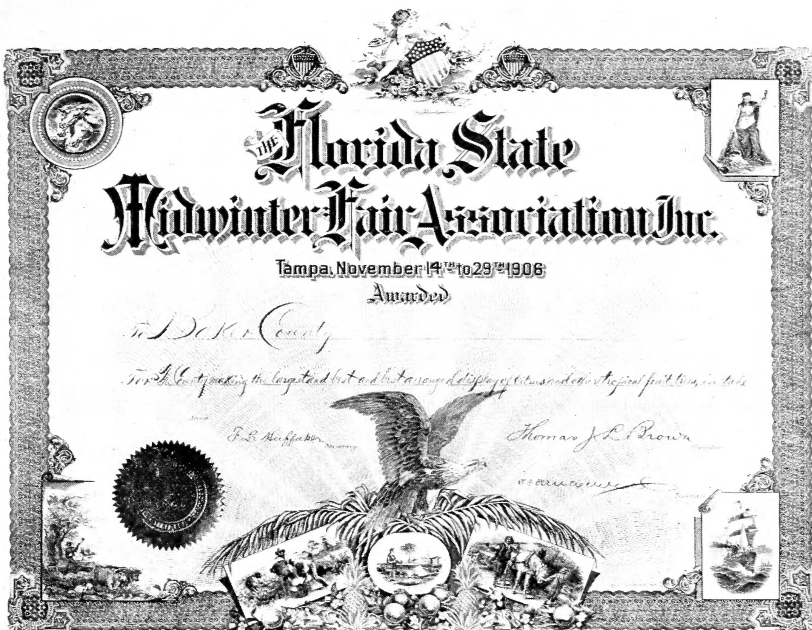 THE Florida State
Midwinter Fair Association Inc.
Tampa, November 14TH to 29TH 1906
Awarded
To Baker County
For The County making the largest and best and best arranged display of citrus and other tropical fruit trees, in tubs
Thomas J. L. Brown